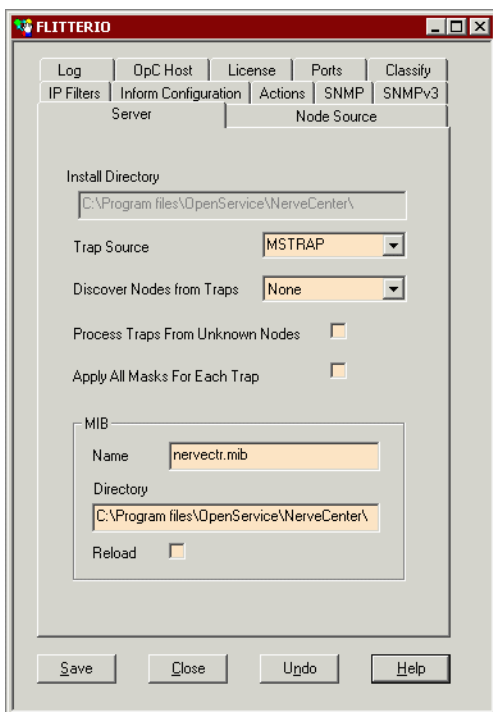 FLITTERIO
Log OpC Host License Ports Classify
IP Filters Inform Configuration Actions SNMP SNMPv3
Server Node Source
Install Directory
C:\Program files\OpenService\NerveCenter\
Trap Source MSTRAP
Discover Nodes from Traps None
Process Traps From Unknown Nodes
Apply All Masks For Each Trap
MIB
Name nervectr.mib
Directory
C:\Program files\OpenService\NerveCenter\
Reload
Save Close Undo Help